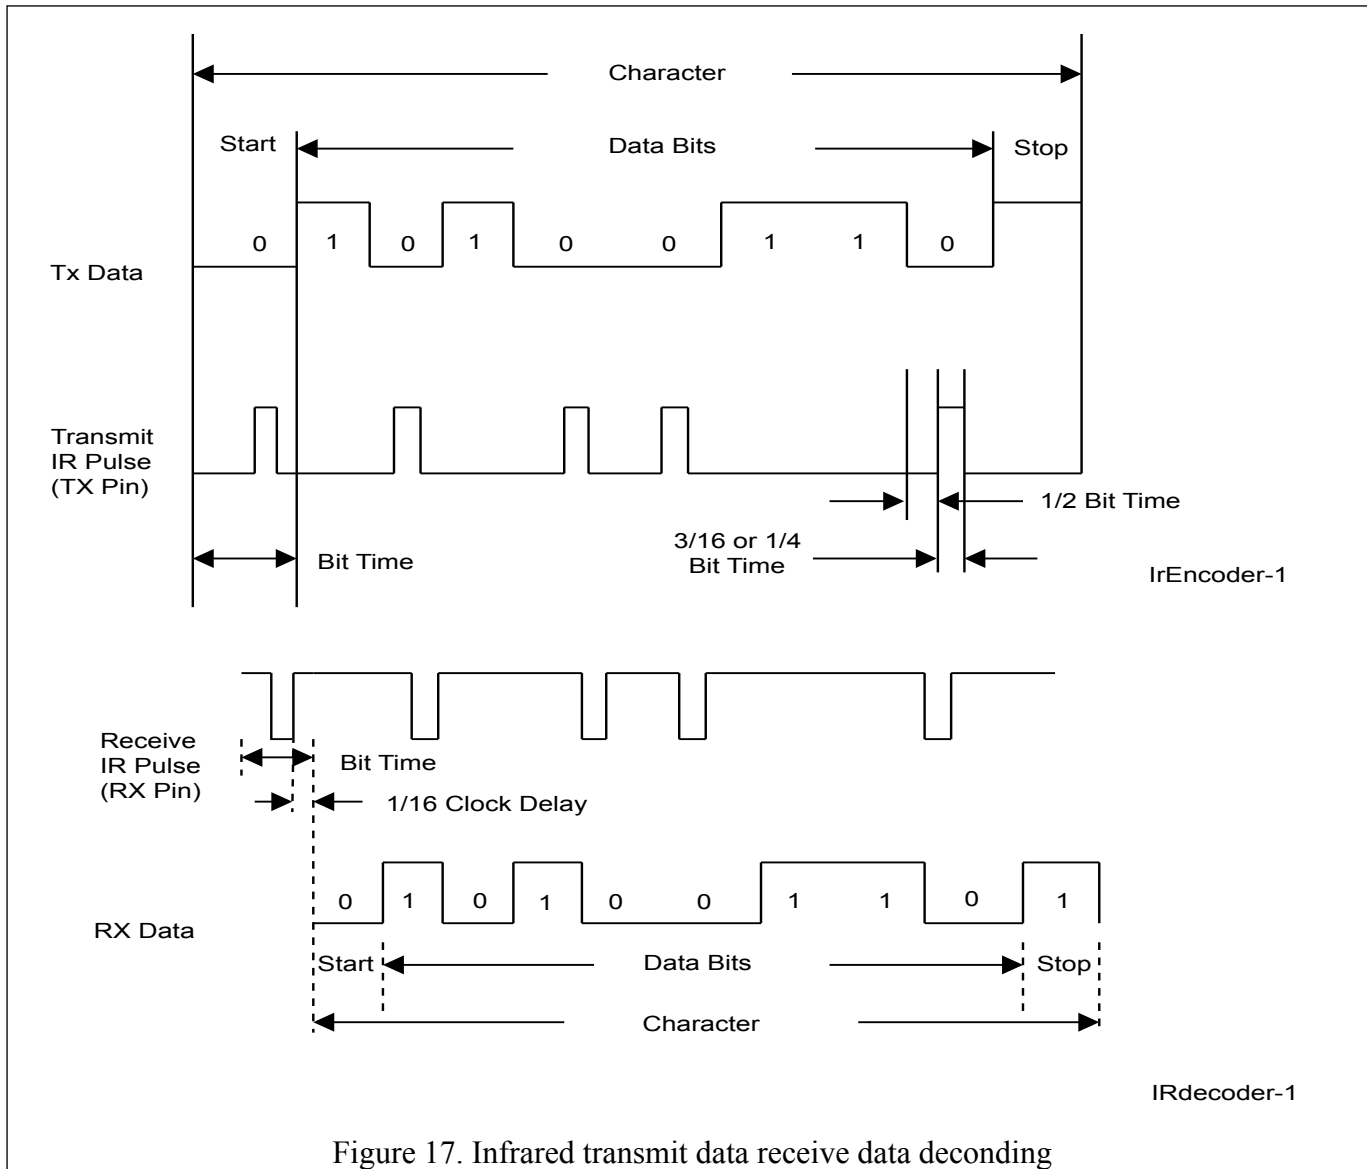 Character
Start
Data Bits
Stop
0 1 0 1 0 0 1 1 0
Tx Data
Transmit
IR Pulse
(TX Pin)
1/2 Bit Time
3/16 or 1/4
Bit Time
Bit Time
IrEncoder-1
Receive
IR Pulse
(RX Pin)
Bit Time
1/16 Clock Delay
0 1 0 1 0 0 1 1 0 1
RX Data
Start
Data Bits
Stop
Character
IRdecoder-1
Figure 17. Infrared transmit data receive data deconding